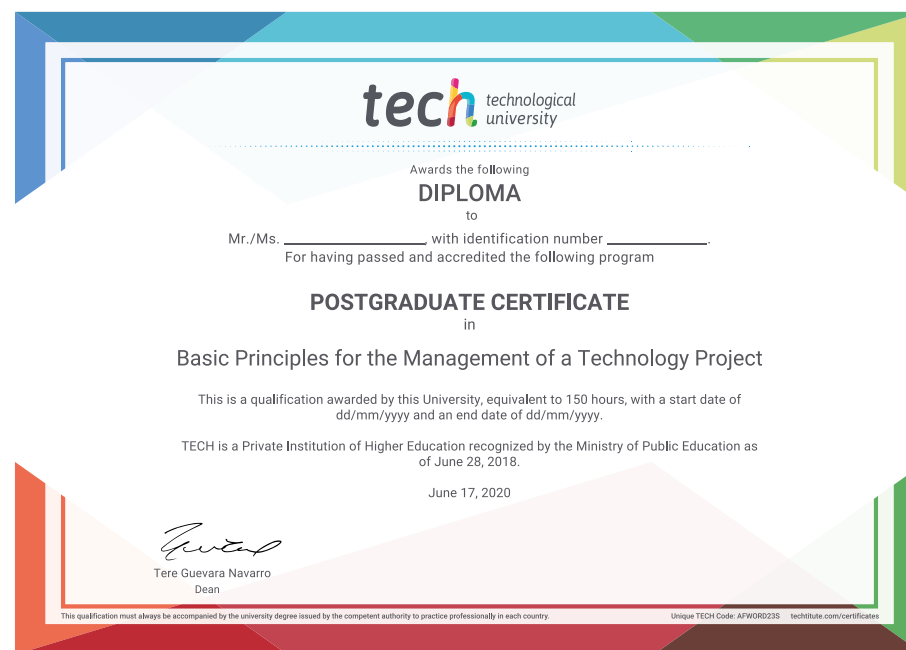 tech technological
university
Awards the following
DIPLOMA
to
Mr./Ms. ____________, with identification number ____________.
For having passed and accredited the following program
POSTGRADUATE CERTIFICATE
in
Basic Principles for the Management of a Technology Project
This is a qualification awarded by this University, equivalent to 150 hours, with a start date of
dd/mm/yyyy and an end date of dd/mm/yyyy.
TECH is a Private Institution of Higher Education recognized by the Ministry of Public Education as
of June 28, 2018.
June 17, 2020
Tere Guevara Navarro
Dean
This qualification must always be accompanied by the university degree issued by the competent authority to practice professionally in each country.
Unique TECH Code: AFWORD23S techtitute.com/certificates